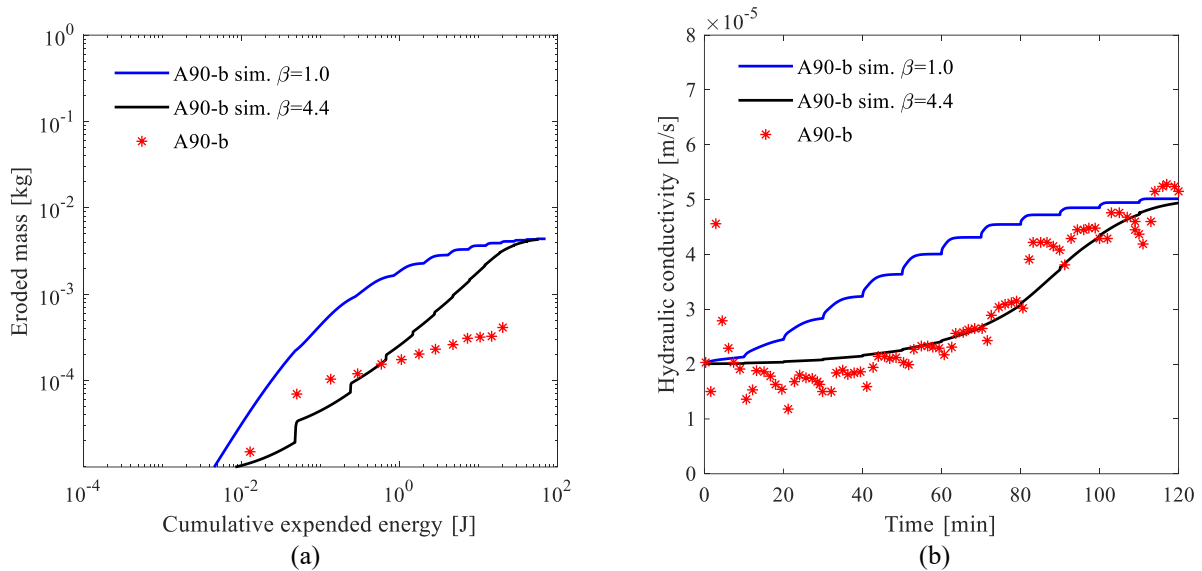 10^0
10^-1
10^-2
10^-3
10^-4
10^-4
10^-2
10^0
10^2
Eroded mass [kg]
Cumulative expended energy [J]
A90-b sim. β=1.0
A90-b sim. β=4.4
A90-b
(a)
×10^-5
8
7
6
5
4
3
2
1
0
0
20
40
60
80
100
120
Hydraulic conductivity [m/s]
Time [min]
A90-b sim. β=1.0
A90-b sim. β=4.4
A90-b
(b)